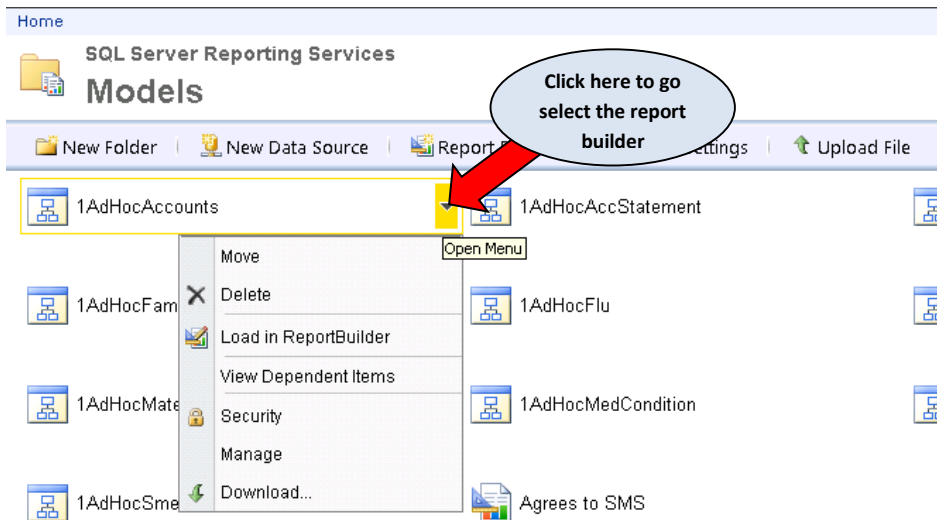 Home
SQL Server Reporting Services
Models
Click here to go
select the report
builder
New Folder
New Data Source
Upload File
1AdHocAccounts
1AdHocAccStatement
Open Menu
Move
Delete
Load in ReportBuilder
View Dependent Items
Security
Manage
Download...
1AdHocFam
1AdHocFlu
1AdHocMate
1AdHocMedCondition
1AdHocSme
Agrees to SMS